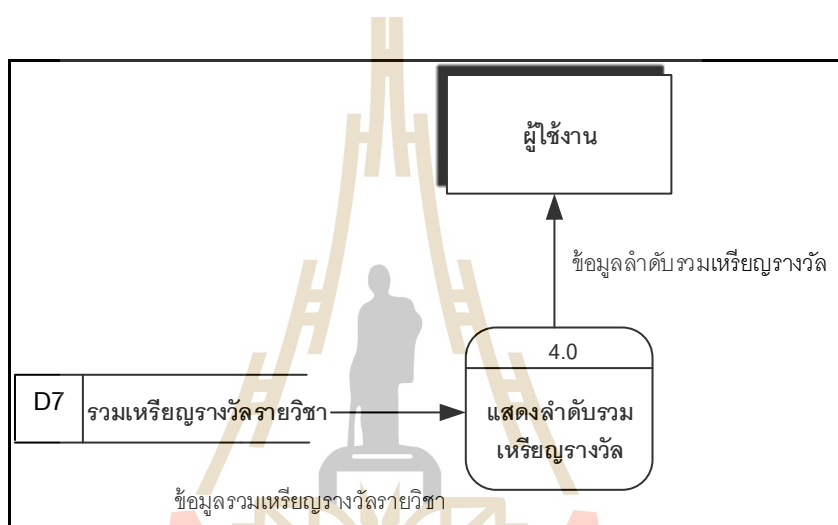 ผู้ใช้งาน
ข้อมูลลำดับรวมเหรียญรางวัล
4.0
D7
รวมเหรียญรางวัลรายวิชา
แสดงลำดับรวม
เหรียญรางวัล
ข้อมูลรวมเหรียญรางวัลรายวิชา